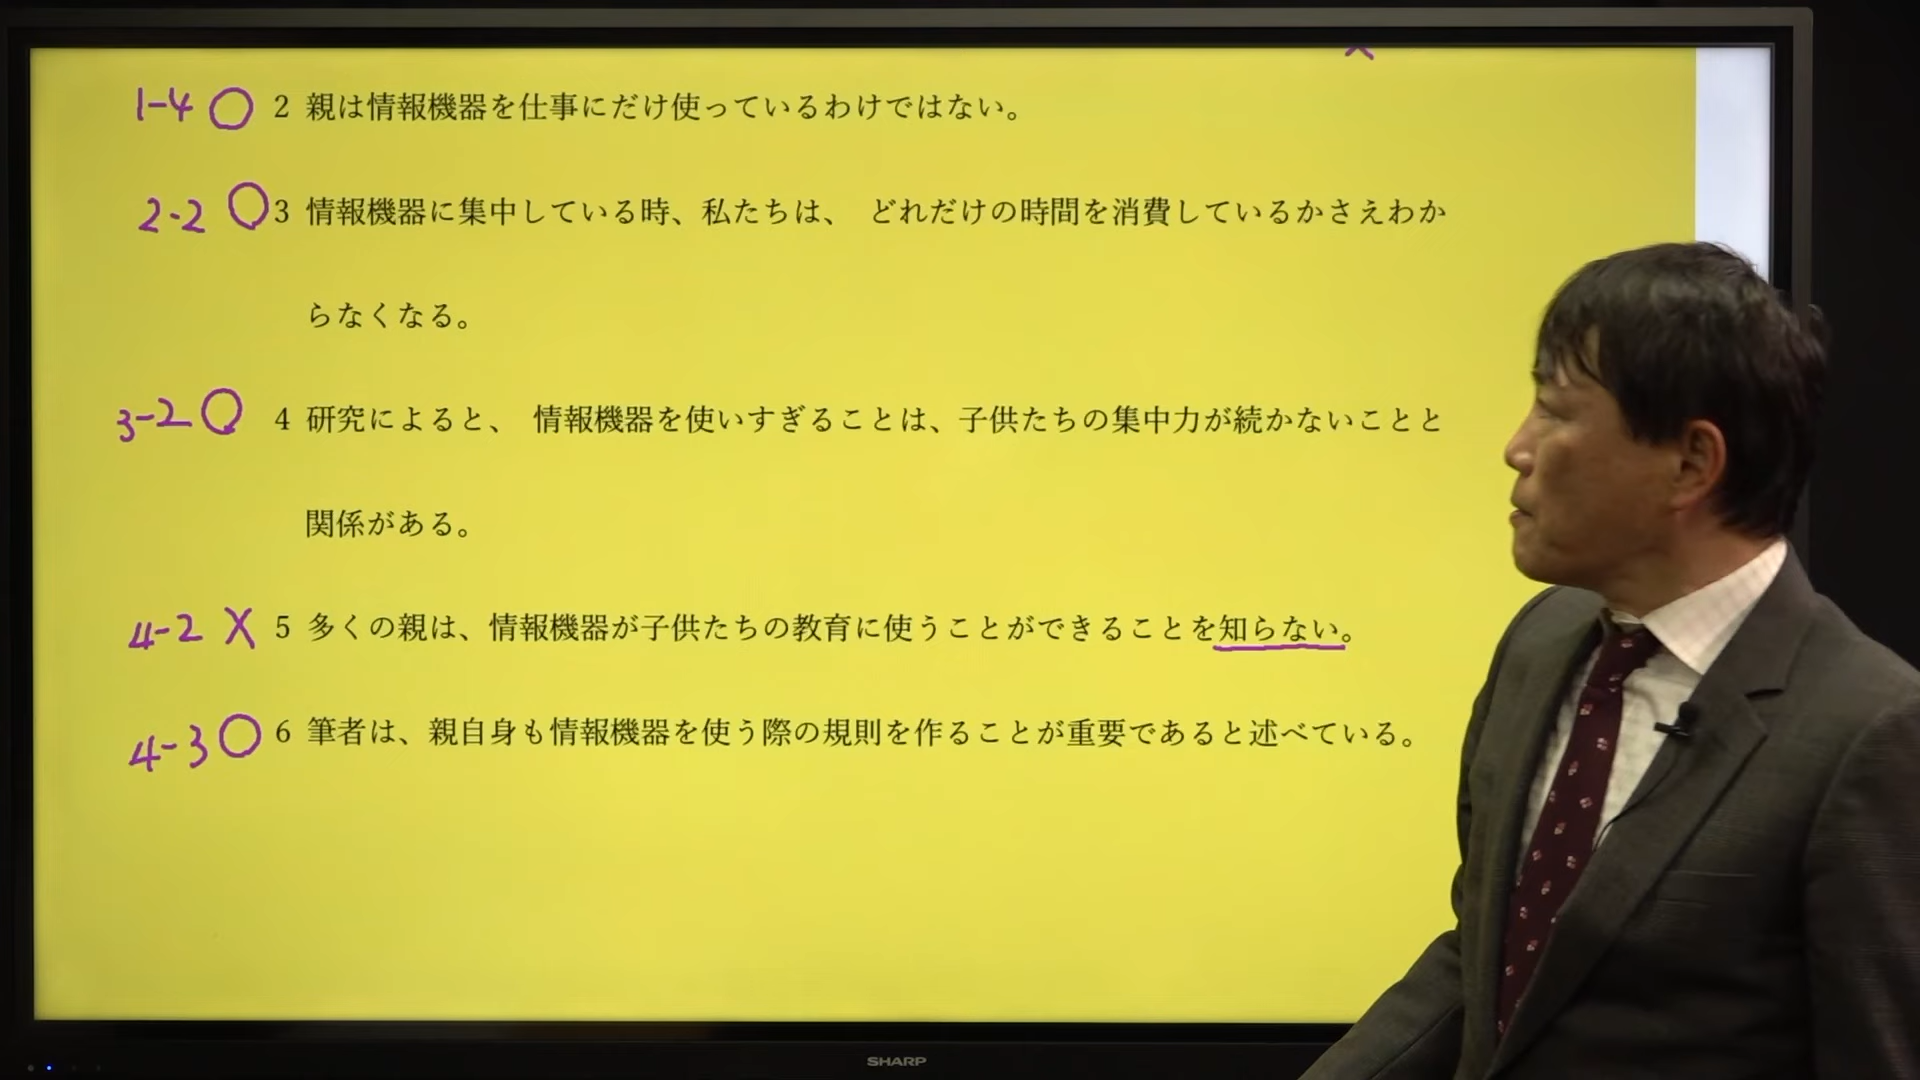 1-4 ○ 2 親は情報機器を仕事にだけ使っているわけではない。
2-2 ○ 3 情報機器に集中している時、私たちは、 どれだけの時間を消費しているかさえわか
らなくなる。
3-2 ○ 4 研究によると、 情報機器を使いすぎることは、子供たちの集中力が続かないことと
関係がある。
4-2 X 5 多くの親は、情報機器が子供たちの教育に使うことができることを知らない。
4-3 ○ 6 筆者は、親自身も情報機器を使う際の規則を作ることが重要であると述べている。
SHARP